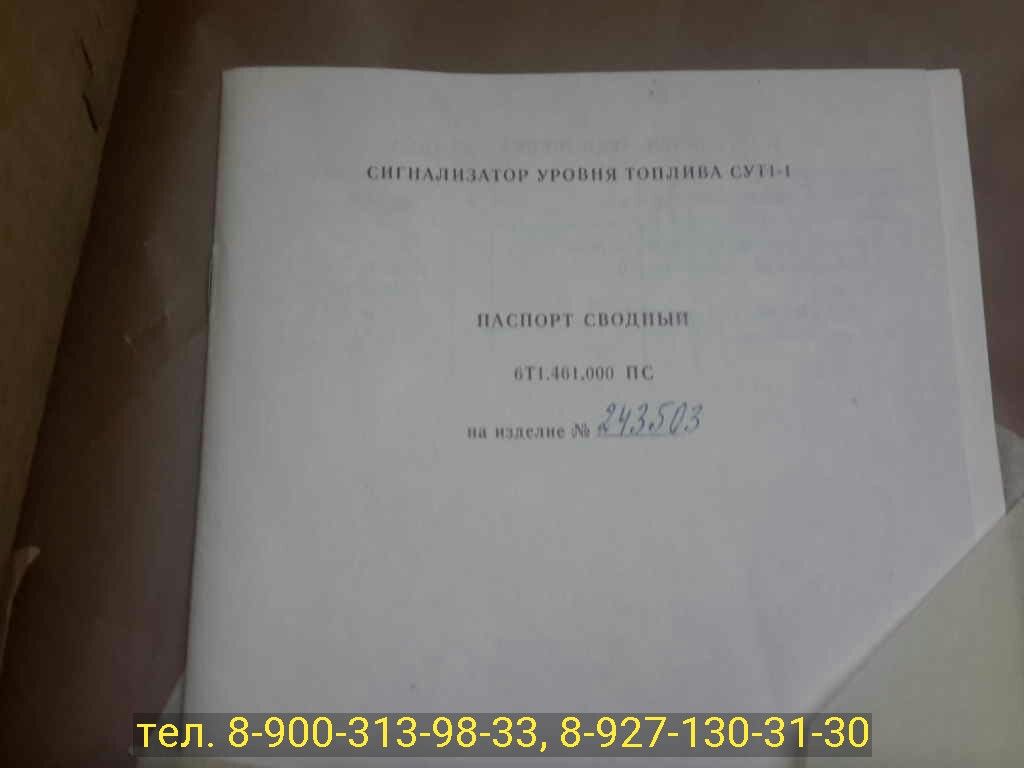 СИГНАЛИЗАТОР УРОВНЯ ТОПЛИВА СУТ1-1
ПАСПОРТ СВОДНЫЙ
6Т1.461.000 ПС
на изделие № 243503
тел. 8-900-313-98-33, 8-927-130-31-30